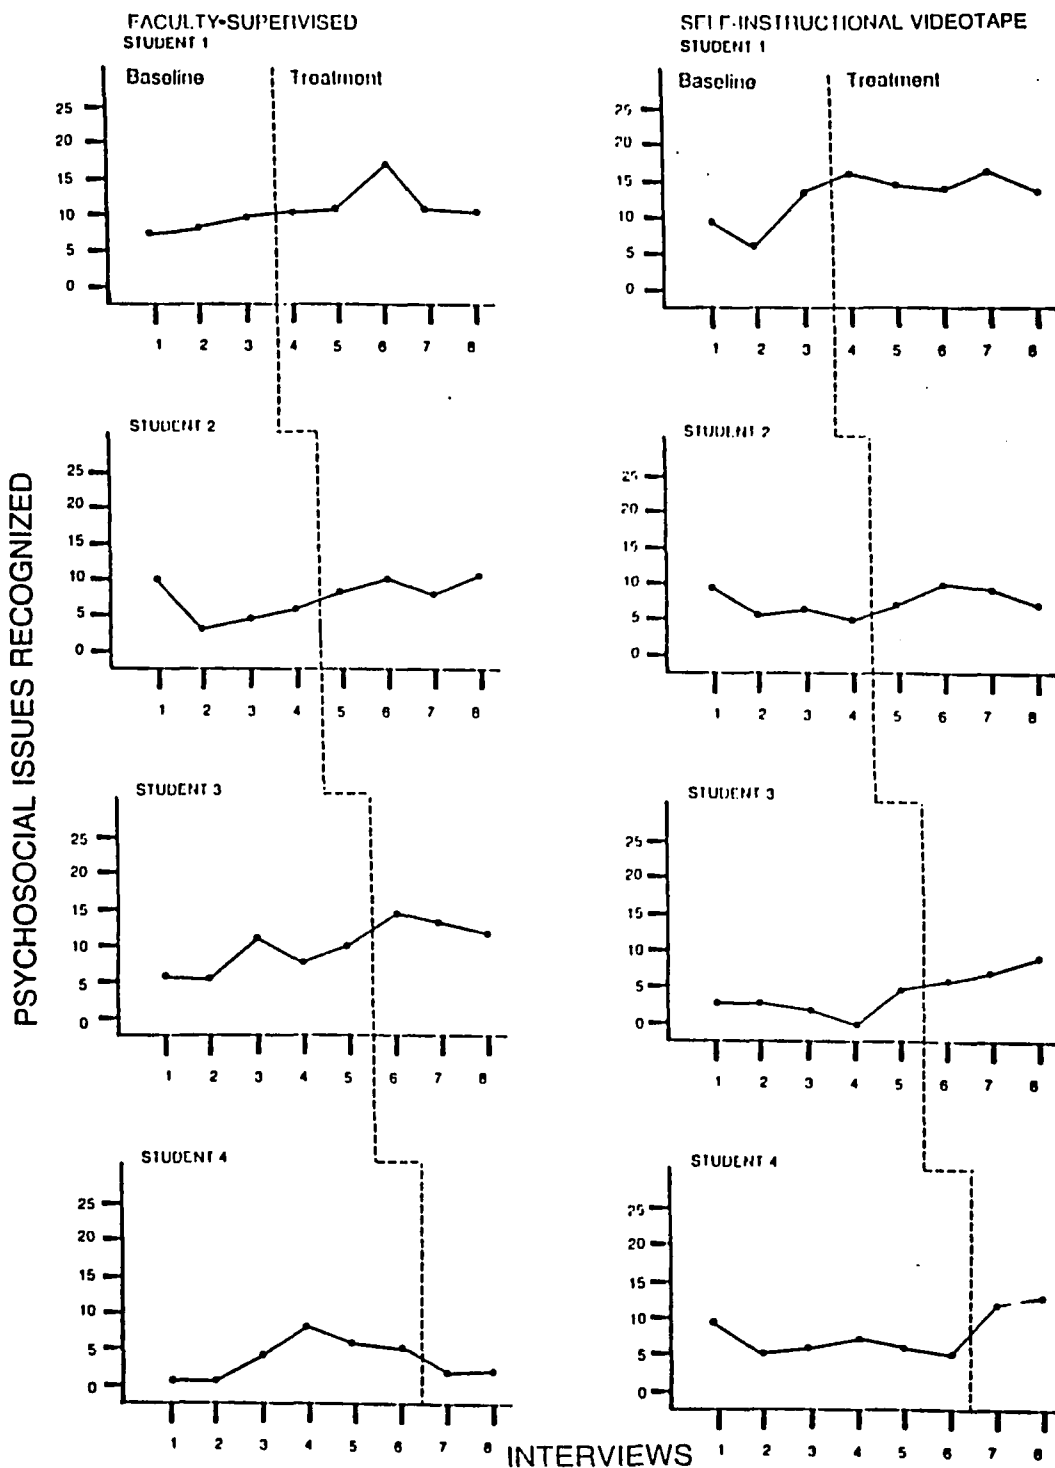 FACULTY-SUPERVISED
STUDENT 1
Baseline
Treatment
25
20
15
10
5
0
1 2 3 4 5 6 7 8
STUDENT 2
25
20
15
10
5
0
1 2 3 4 5 6 7 8
STUDENT 3
25
20
15
10
5
0
1 2 3 4 5 6 7 8
STUDENT 4
25
20
15
10
5
0
1 2 3 4 5 6 7 8
SELF-INSTRUCTIONAL VIDEOTAPE
STUDENT 1
Baseline
Treatment
25
20
15
10
5
0
1 2 3 4 5 6 7 8
STUDENT 2
25
20
15
10
5
0
1 2 3 4 5 6 7 8
STUDENT 3
25
20
15
10
5
0
1 2 3 4 5 6 7 8
STUDENT 4
25
20
15
10
5
0
1 2 3 4 5 6 7 8
PSYCHOSOCIAL ISSUES RECOGNIZED
INTERVIEWS